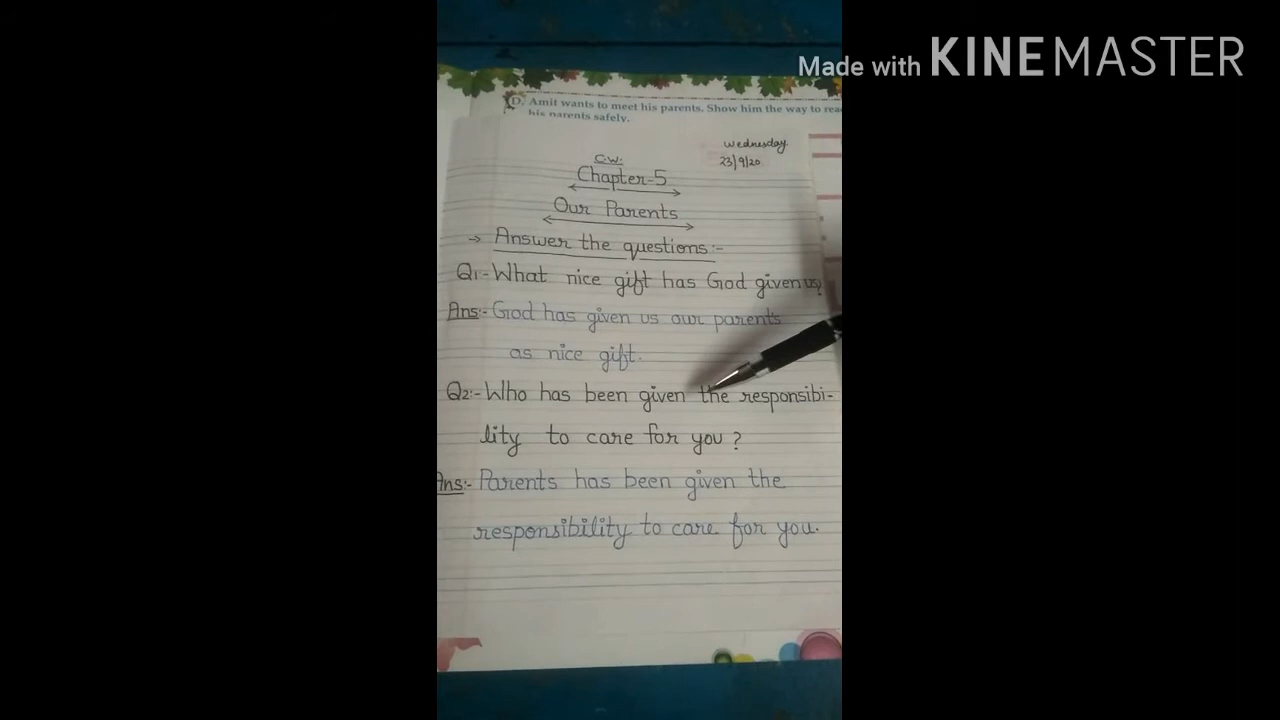 Made with KINEMASTER
D. Amit wants to meet his parents. Show him the way to
his parents safely.
Wednesday
23/9/20
C.W.
Chapter-5
Our Parents
→ Answer the questions:-
Q1-What nice gift has God given us?
Ans:- God has given us our parents
as nice gift.
Q2:-Who has been given the responsibi-
lity to care for you?
Ans:- Parents has been given the
responsibility to care for you.